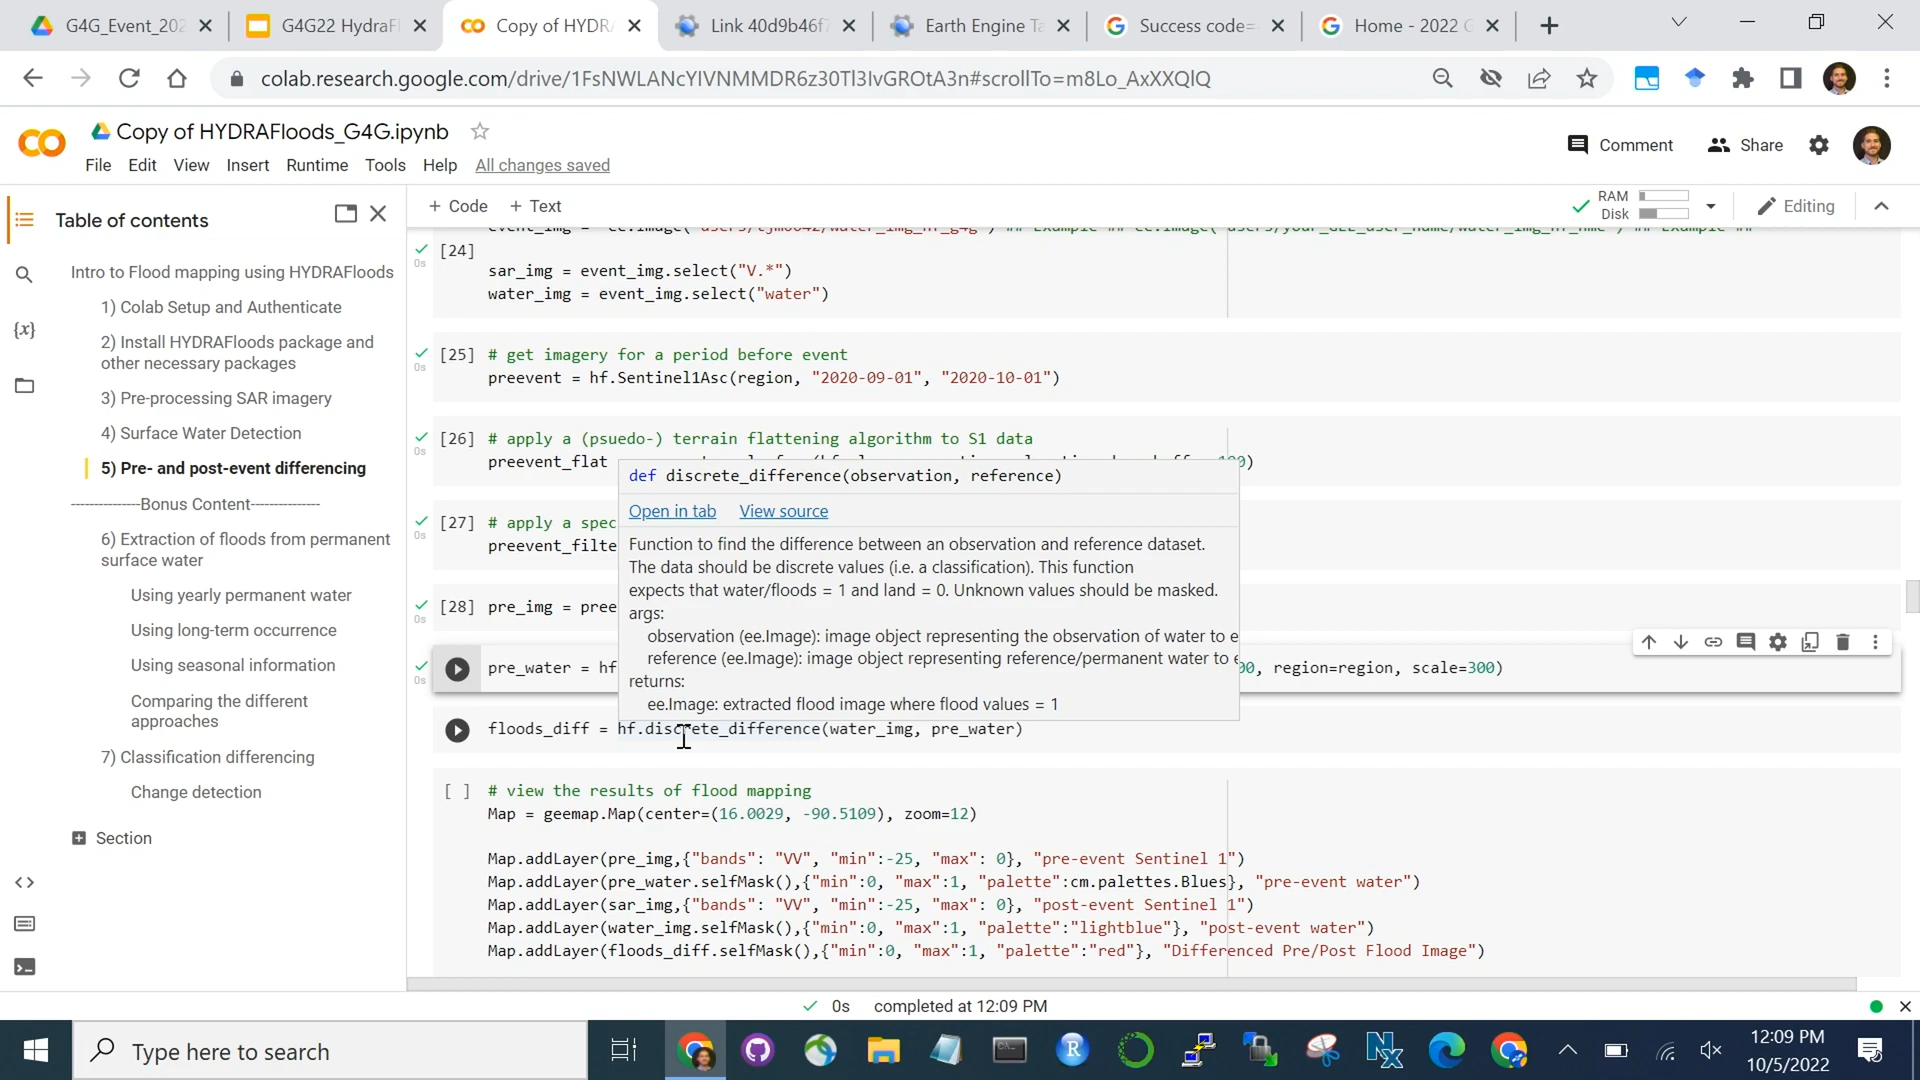 G4G_Event_202
G4G22 HydraFl
Copy of HYDRA
Link 40d9b46f7
Earth Engine Ta
Success code=
Home - 2022 G
colab.research.google.com/drive/1FsNWLANcYIVNMMDR6z30Tl3IvGROtA3n#scrollTo=m8Lo_AxXXQlQ
Copy of HYDRAFloods_G4G.ipynb
Comment
Share
File Edit View Insert Runtime Tools Help All changes saved
Table of contents
+ Code + Text
RAM
Disk
Editing
Intro to Flood mapping using HYDRAFloods
1) Colab Setup and Authenticate
2) Install HYDRAFloods package and
other necessary packages
3) Pre-processing SAR imagery
4) Surface Water Detection
5) Pre- and post-event differencing
---------------Bonus Content---------------
6) Extraction of floods from permanent
surface water
Using yearly permanent water
Using long-term occurrence
Using seasonal information
Comparing the different
approaches
7) Classification differencing
Change detection
Section
[24]
0s
sar_img = event_img.select("V.*")
water_img = event_img.select("water")
[25] # get imagery for a period before event
0s
preevent = hf.Sentinel1Asc(region, "2020-09-01", "2020-10-01")
[26] # apply a (psuedo-) terrain flattening algorithm to S1 data
0s
preevent_flat
[27] # apply a spec
0s
preevent_filte
[28] pre_img = pree
0s
def discrete_difference(observation, reference)
Open in tab View source
Function to find the difference between an observation and reference dataset.
The data should be discrete values (i.e. a classification). This function
expects that water/floods = 1 and land = 0. Unknown values should be masked.
args:
observation (ee.Image): image object representing the observation of water to e
reference (ee.Image): image object representing reference/permanent water to e
returns:
ee.Image: extracted flood image where flood values = 1
0s
pre_water = hf 00, region=region, scale=300)
floods_diff = hf.discrete_difference(water_img, pre_water)
[ ] # view the results of flood mapping
Map = geemap.Map(center=(16.0029, -90.5109), zoom=12)
Map.addLayer(pre_img,{"bands": "VV", "min":-25, "max": 0}, "pre-event Sentinel 1")
Map.addLayer(pre_water.selfMask(),{"min":0, "max":1, "palette":cm.palettes.Blues}, "pre-event water")
Map.addLayer(sar_img,{"bands": "VV", "min":-25, "max": 0}, "post-event Sentinel 1")
Map.addLayer(water_img.selfMask(),{"min":0, "max":1, "palette":"lightblue"}, "post-event water")
Map.addLayer(floods_diff.selfMask(),{"min":0, "max":1, "palette":"red"}, "Differenced Pre/Post Flood Image")
0s completed at 12:09 PM
Type here to search
12:09 PM
10/5/2022